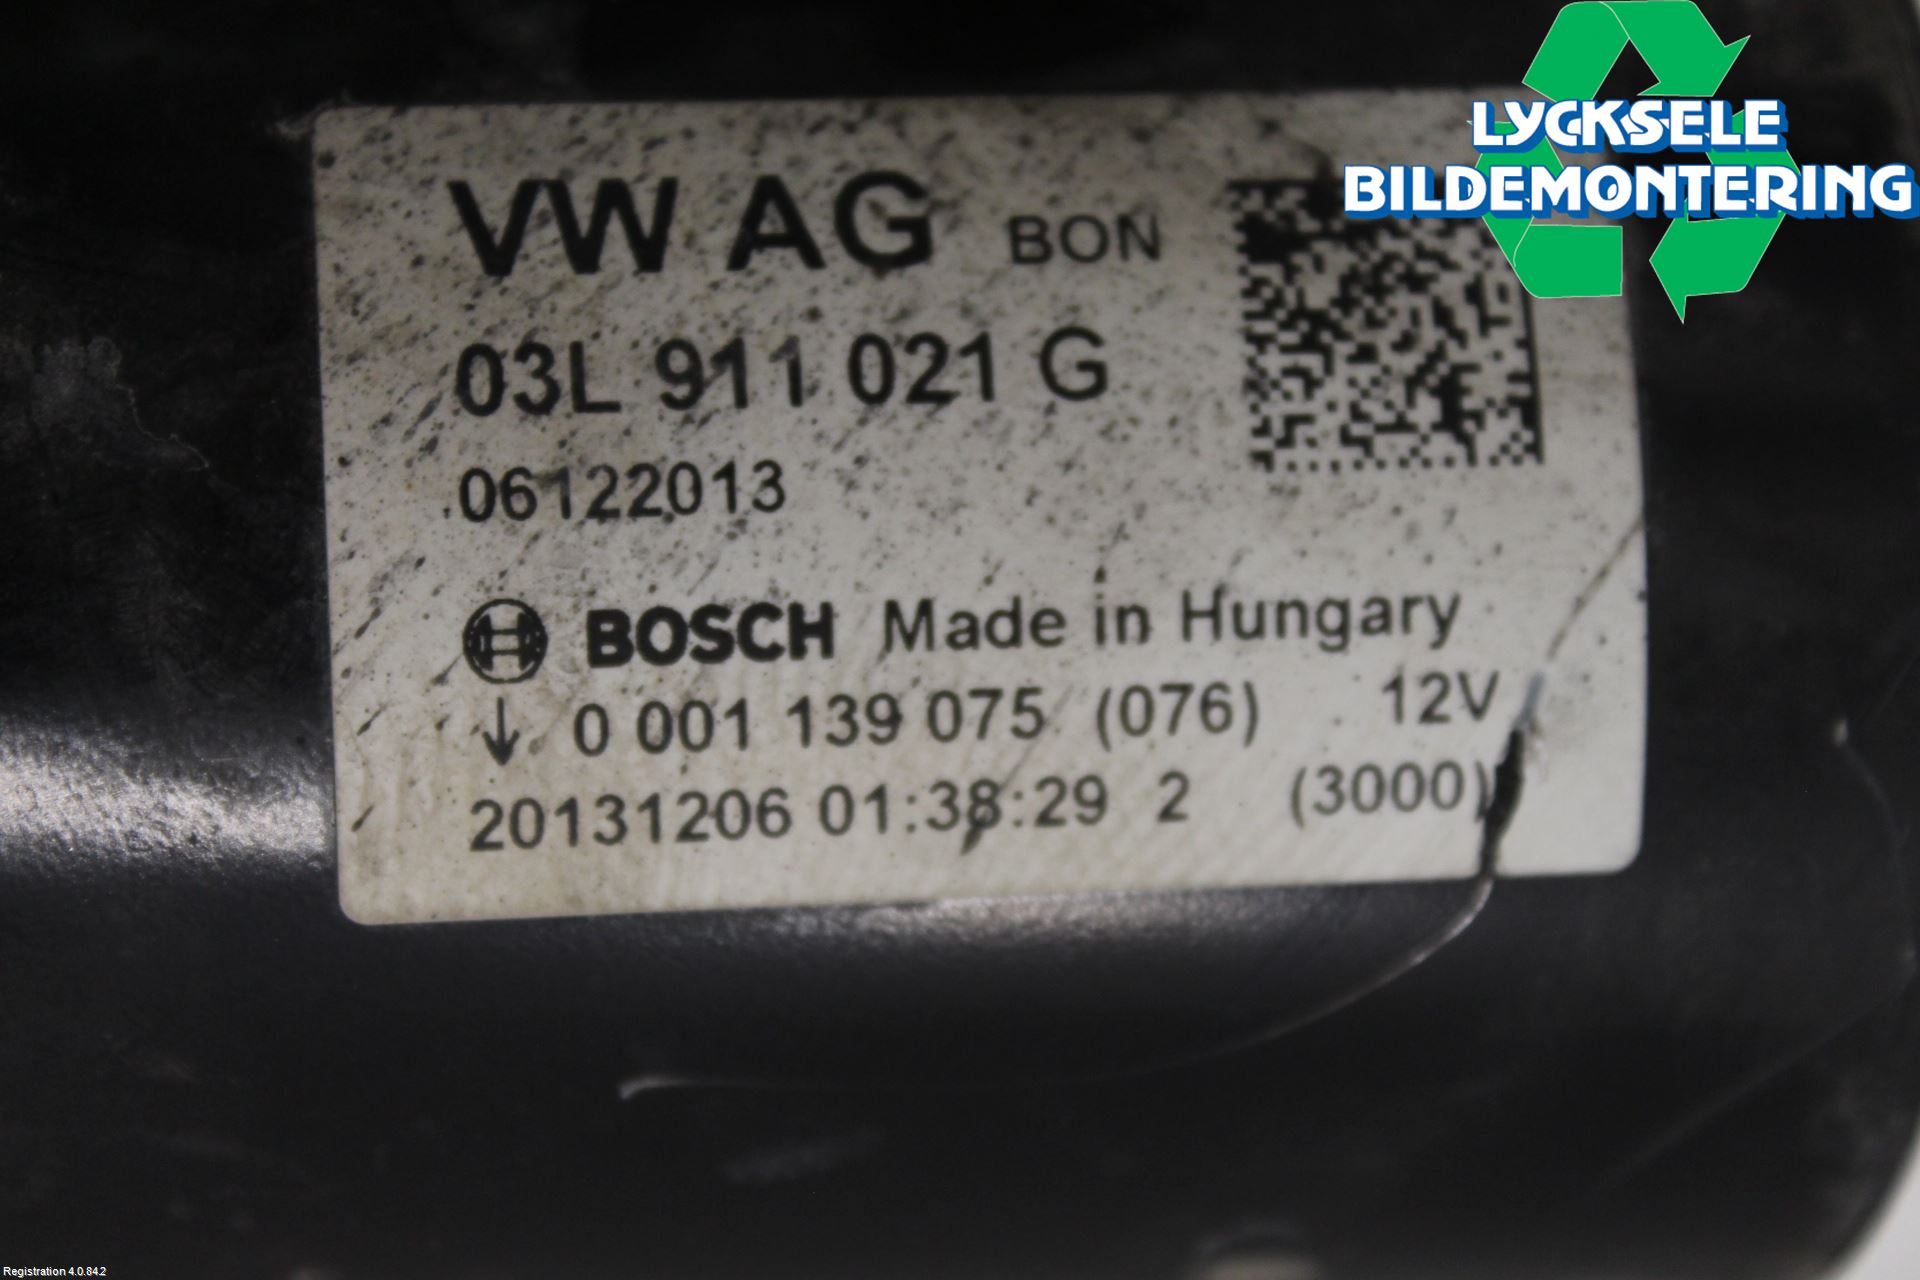 LYCKSELE
BILDEMONTERING
VW AG BON
03L 911 021 G
06122013
BOSCH Made in Hungary
↓ 0 001 139 075 (076) 12V
20131206 01:38:29 2 (3000)
Registration 4.0.84.2